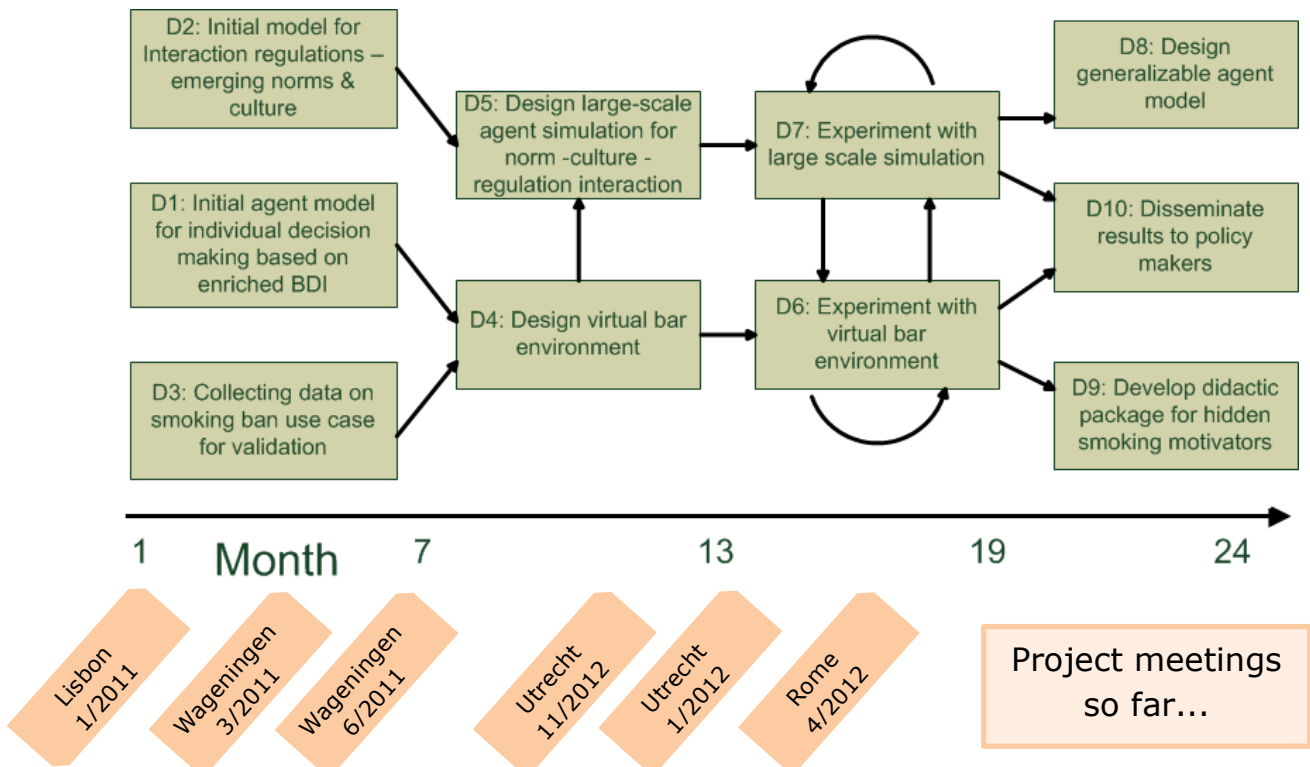 D2: Initial model for
Interaction regulations –
emerging norms &
culture
D1: Initial agent model
for individual decision
making based on
enriched BDI
D3: Collecting data on
smoking ban use case
for validation
D5: Design large-scale
agent simulation for
norm -culture -
regulation interaction
D4: Design virtual bar
environment
D7: Experiment with
large scale simulation
D6: Experiment with
virtual bar
environment
D8: Design
generalizable agent
model
D10: Disseminate
results to policy
makers
D9: Develop didactic
package for hidden
smoking motivators
1 Month 7 13 19 24
Lisbon
1/2011
Wageningen
3/2011
Wageningen
6/2011
Utrecht
11/2012
Utrecht
1/2012
Rome
4/2012
Project meetings
so far...